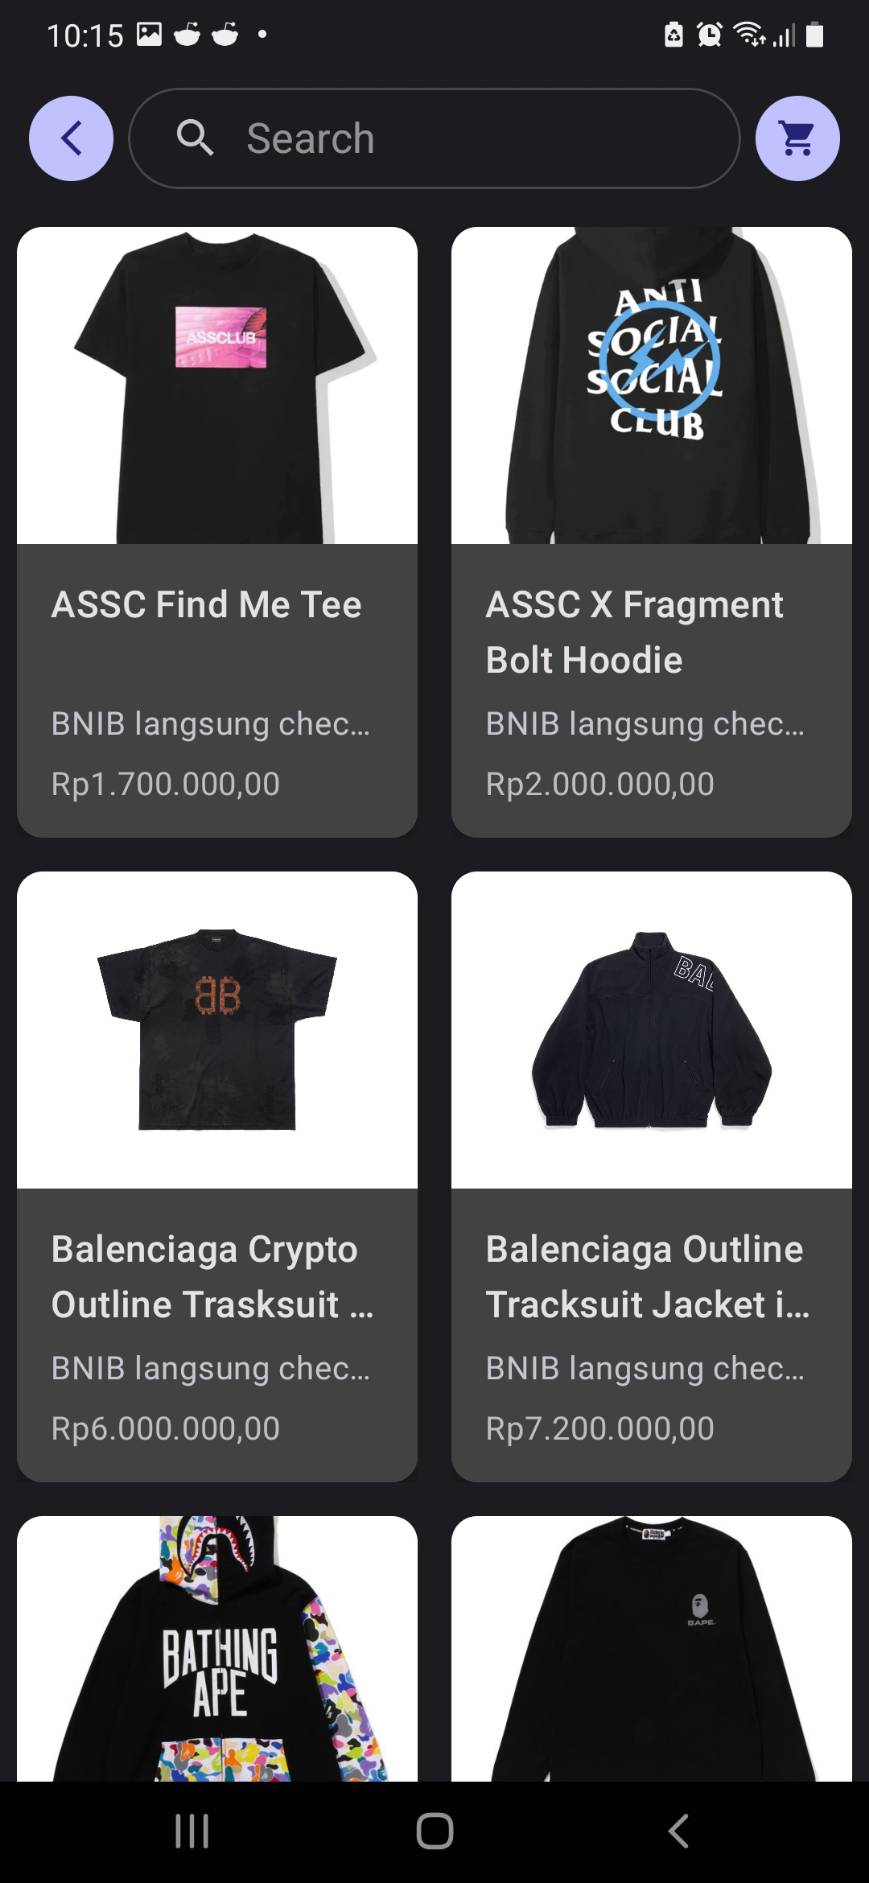 10:15
Search
ASSCLUB
ANTI
SOCIAL
SOCIAL
CLUB
ASSC Find Me Tee
BNIB langsung chec...
Rp1.700.000,00
ASSC X Fragment
Bolt Hoodie
BNIB langsung chec...
Rp2.000.000,00
BB
BAL
Balenciaga Crypto
Outline Trasksuit ...
BNIB langsung chec...
Rp6.000.000,00
Balenciaga Outline
Tracksuit Jacket i...
BNIB langsung chec...
Rp7.200.000,00
BATHING
APE
BAPE.